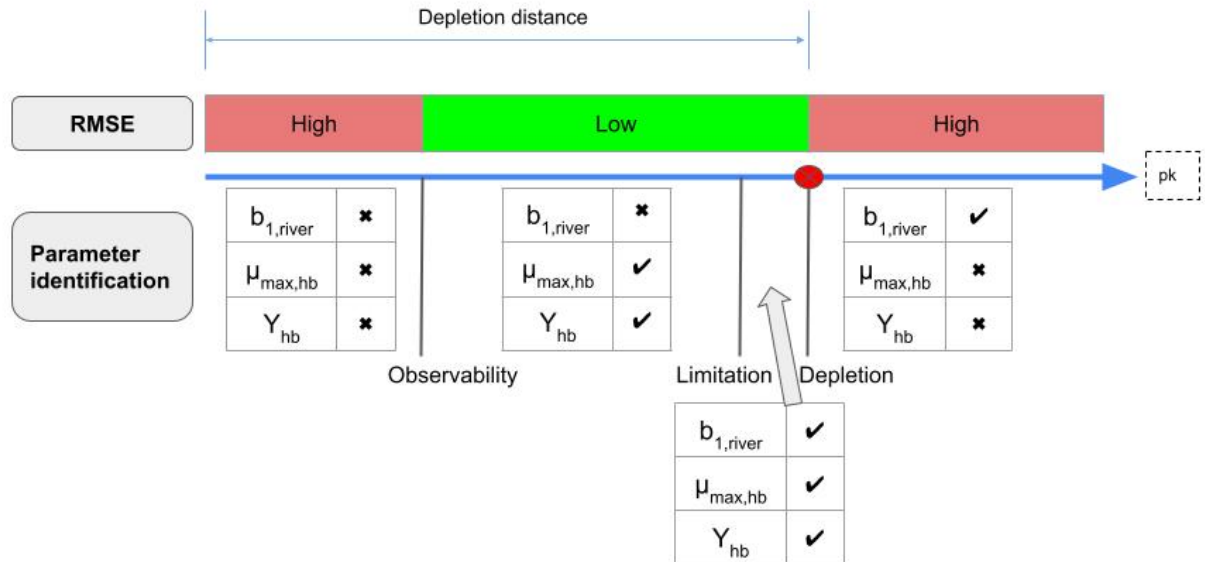 Depletion distance
RMSE
High
Low
High
pk
Parameter
identification
b1,river ✖
μmax,hb ✖
Yhb ✖
b1,river ✖
μmax,hb ✔
Yhb ✔
b1,river ✔
μmax,hb ✖
Yhb ✖
Observability
Limitation
Depletion
b1,river ✔
μmax,hb ✔
Yhb ✔